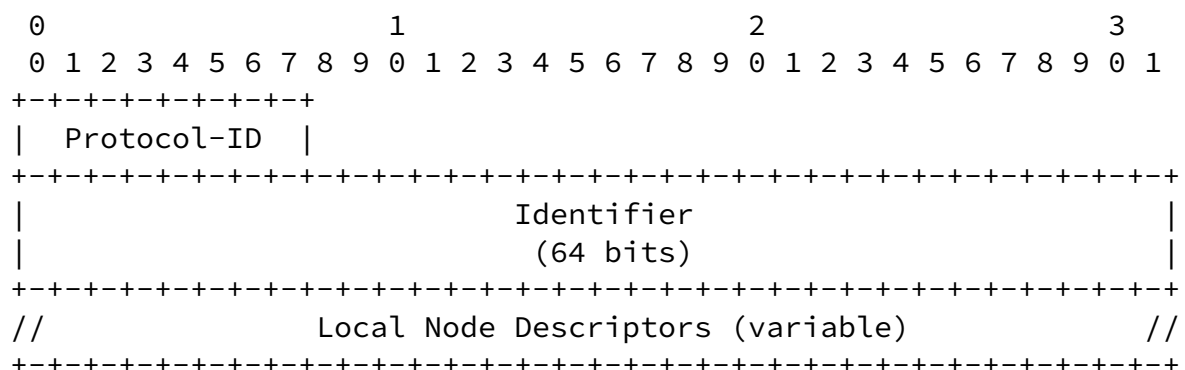 0                   1                   2                   3
 0 1 2 3 4 5 6 7 8 9 0 1 2 3 4 5 6 7 8 9 0 1 2 3 4 5 6 7 8 9 0 1
+-+-+-+-+-+-+-+-+
|  Protocol-ID  |
+-+-+-+-+-+-+-+-+-+-+-+-+-+-+-+-+-+-+-+-+-+-+-+-+-+-+-+-+-+-+-+-+
|                           Identifier                          |
|                            (64 bits)                          |
+-+-+-+-+-+-+-+-+-+-+-+-+-+-+-+-+-+-+-+-+-+-+-+-+-+-+-+-+-+-+-+-+
//               Local Node Descriptors (variable)             //
+-+-+-+-+-+-+-+-+-+-+-+-+-+-+-+-+-+-+-+-+-+-+-+-+-+-+-+-+-+-+-+-+